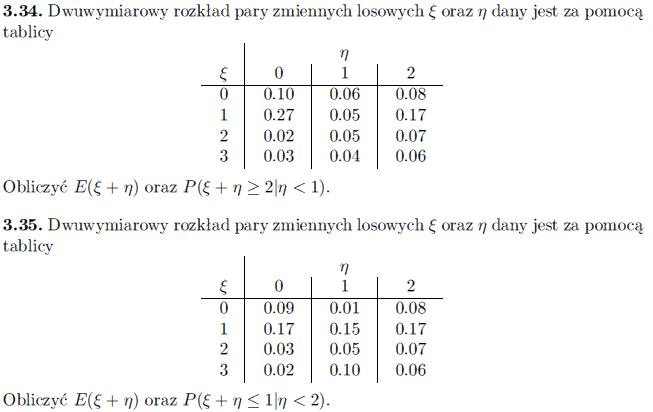 3.34. Dwuwymiarowy rozkład pary zmiennych losowych ξ oraz η dany jest za pomocą
tablicy
η
ξ 0 1 2
0 0.10 0.06 0.08
1 0.27 0.05 0.17
2 0.02 0.05 0.07
3 0.03 0.04 0.06
Obliczyć E(ξ + η) oraz P(ξ + η ≥ 2|η < 1).
3.35. Dwuwymiarowy rozkład pary zmiennych losowych ξ oraz η dany jest za pomocą
tablicy
η
ξ 0 1 2
0 0.09 0.01 0.08
1 0.17 0.15 0.17
2 0.03 0.05 0.07
3 0.02 0.10 0.06
Obliczyć E(ξ + η) oraz P(ξ + η ≤ 1|η < 2).